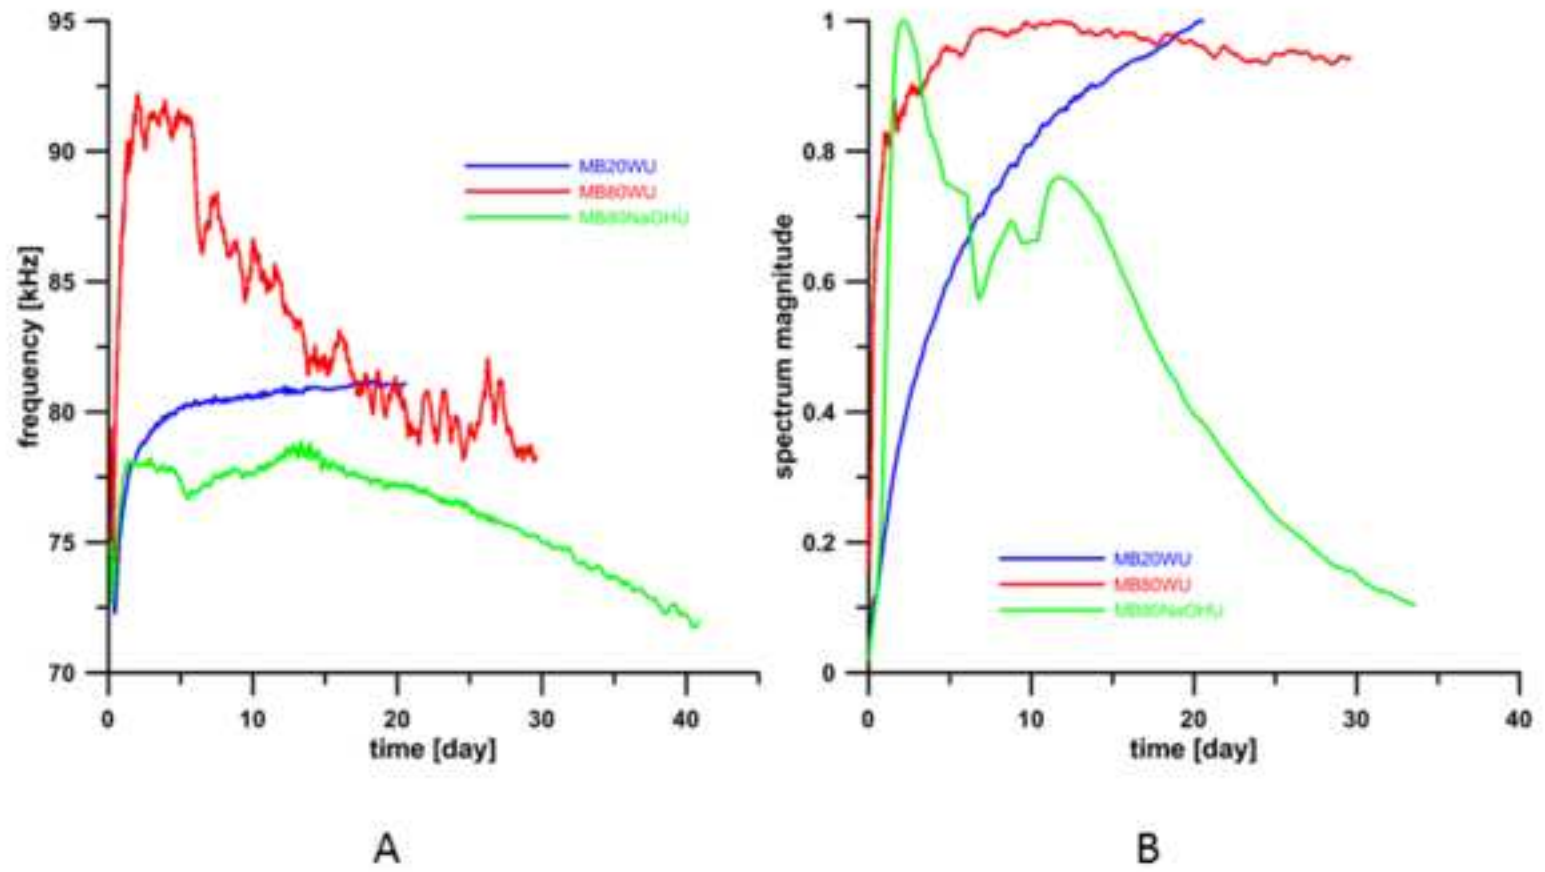 95
90
85
80
75
70
frequency [kHz]
MB20WU
MB80WU
MB80NaOHU
0 10 20 30 40
time [day]
A
1
0.8
0.6
0.4
0.2
0
spectrum magnitude
MB20WU
MB80WU
MB80NaOHU
0 10 20 30 40
time [day]
B